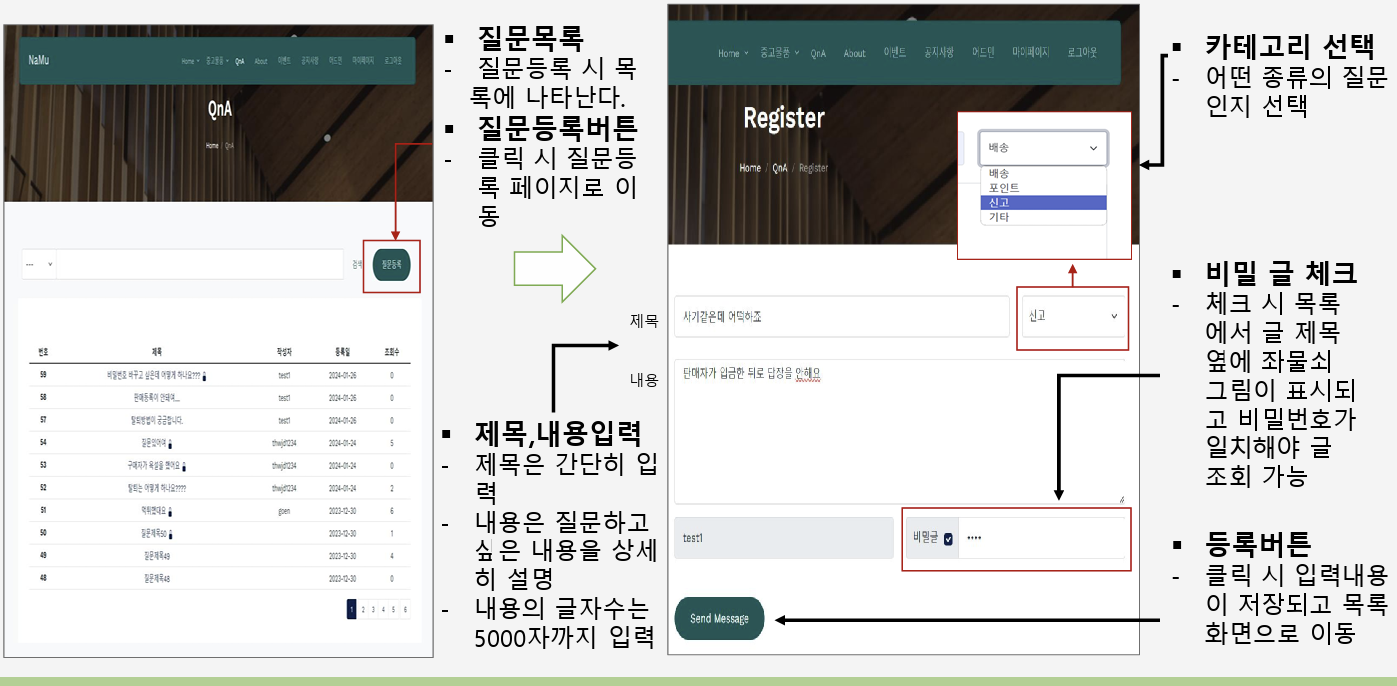 NaMu
Home 중고물품 QnA About 이벤트 공지사항 어드민 마이페이지 로그아웃
QnA
Home / QnA
---
검색
질문등록
번호 제목 작성자 등록일 조회수
59 비밀번호 바꾸고 싶은데 어떻게 하나요??? test1 2024-01-26 0
58 판매등록이 안돼여,,,, test1 2024-01-26 0
57 탈퇴방법이 궁금합니다. test1 2024-01-26 0
54 질문있어여 thwjd1234 2024-01-24 5
53 구매자가 욕설을 했어요 thwjd1234 2024-01-24 0
52 탈퇴는 어떻게 하나요???? thwjd1234 2024-01-24 2
51 먹튀했대요 goen 2023-12-30 6
50 질문제목50 2023-12-30 1
49 질문제목49 2023-12-30 4
48 질문제목48 2023-12-30 0
1 2 3 4 5 6
▪ 질문목록
- 질문등록 시 목
록에 나타난다.
▪ 질문등록버튼
- 클릭 시 질문등
록 페이지로 이
동
제목
내용
▪ 제목,내용입력
- 제목은 간단히 입
력
- 내용은 질문하고
싶은 내용을 상세
히 설명
- 내용의 글자수는
5000자까지 입력
Home 중고물품 QnA About 이벤트 공지사항 어드민 마이페이지 로그아웃
Register
Home / QnA / Register
배송
배송
포인트
신고
기타
사기같은데 어떡하죠
신고
판매자가 입금한 뒤로 답장을 안해요
test1
비밀글
••••
Send Message
▪ 카테고리 선택
- 어떤 종류의 질문
인지 선택
▪ 비밀 글 체크
- 체크 시 목록
에서 글 제목
옆에 좌물쇠
그림이 표시되
고 비밀번호가
일치해야 글
조회 가능
▪ 등록버튼
- 클릭 시 입력내용
이 저장되고 목록
화면으로 이동